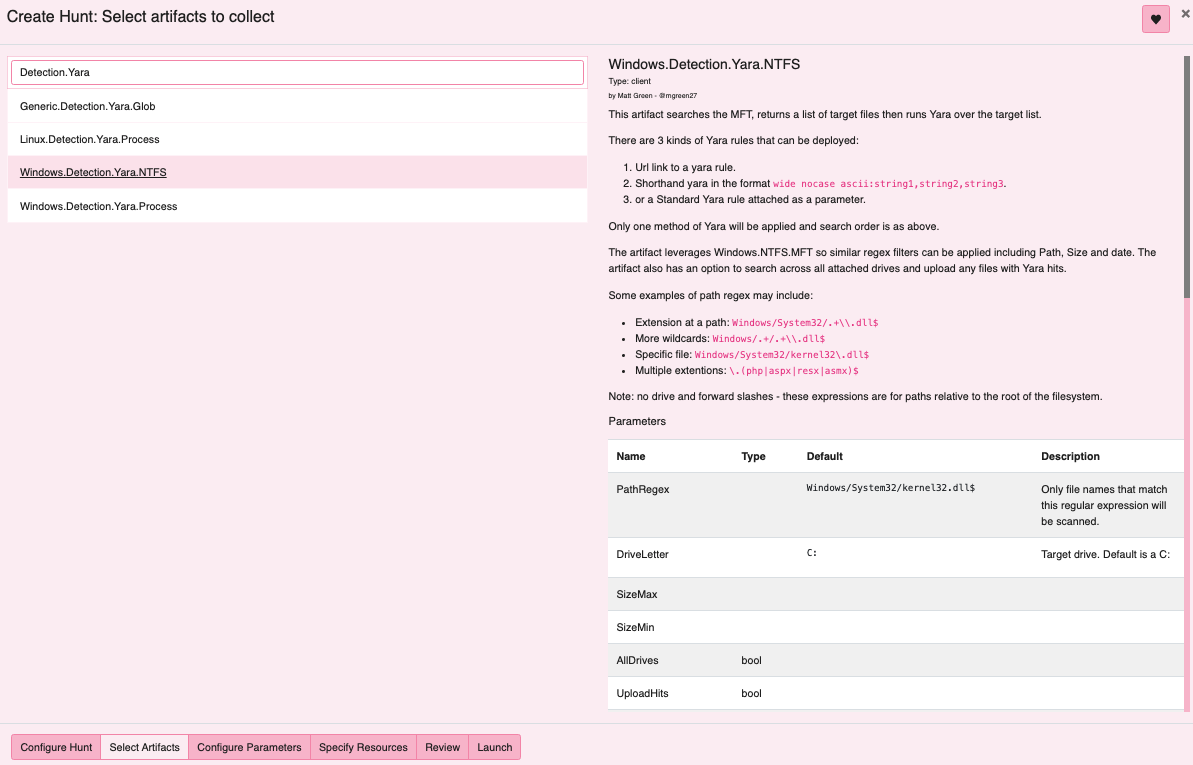 Create Hunt: Select artifacts to collect
Detection.Yara
Generic.Detection.Yara.Glob
Linux.Detection.Yara.Process
Windows.Detection.Yara.NTFS
Windows.Detection.Yara.Process
Windows.Detection.Yara.NTFS
Type: client
by Matt Green - @mgreen27
This artifact searches the MFT, returns a list of target files then runs Yara over the target list.
There are 3 kinds of Yara rules that can be deployed:
1. Url link to a yara rule.
2. Shorthand yara in the format wide nocase ascii:string1,string2,string3.
3. or a Standard Yara rule attached as a parameter.
Only one method of Yara will be applied and search order is as above.
The artifact leverages Windows.NTFS.MFT so similar regex filters can be applied including Path, Size and date. The
artifact also has an option to search across all attached drives and upload any files with Yara hits.
Some examples of path regex may include:
• Extension at a path: Windows/System32/.+\\.dll$
• More wildcards: Windows/.+/.+\\.dll$
• Specific file: Windows/System32/kernel32\.dll$
• Multiple extentions: \.(php|aspx|resx|asmx)$
Note: no drive and forward slashes - these expressions are for paths relative to the root of the filesystem.
Parameters
Name Type Default Description
PathRegex Windows/System32/kernel32.dll$ Only file names that match
this regular expression will
be scanned.
DriveLetter C: Target drive. Default is a C:
SizeMax
SizeMin
AllDrives bool
UploadHits bool
Configure Hunt Select Artifacts Configure Parameters Specify Resources Review Launch